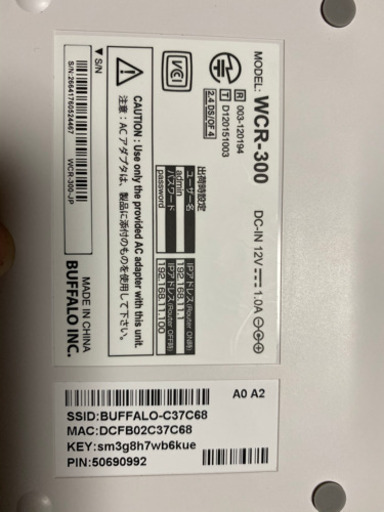 MODEL: WCR-300
DC-IN 12V 1.0A
R 003-120194
T D120151003
2.4 DS/OF 4
VCCI
出荷時設定
ユーザー名
admin
パスワード
password
IPアドレス(Router ON時)
192.168.11.1
IPアドレス(Router OFF時)
192.168.11.100
CAUTION : Use only the provided AC adapter with this unit.
注意：ACアダプタは、製品に添付のものを使用して下さい。
▼S/N
S/N: 26641760524467
WCR-300-JP
MADE IN CHINA
BUFFALO INC.
A0 A2
SSID:BUFFALO-C37C68
MAC:DCFB02C37C68
KEY:sm3g8h7wb6kue
PIN:50690992